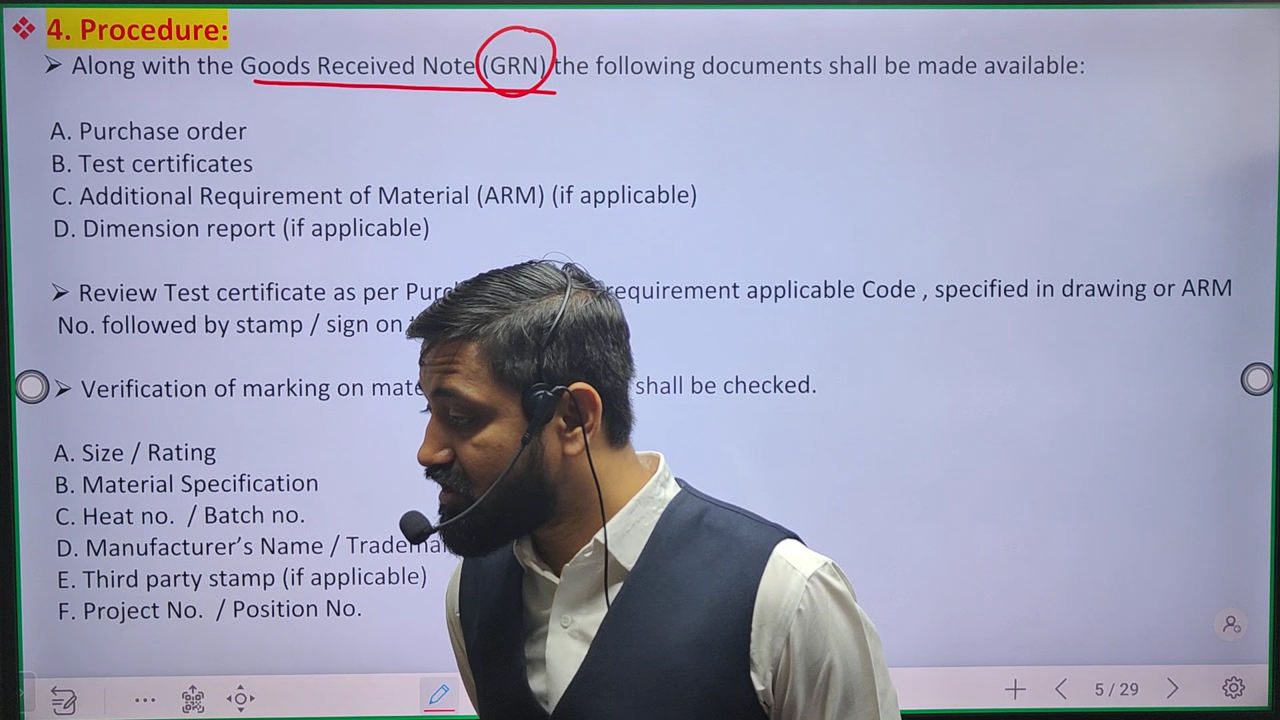 ❖ 4. Procedure:
➢ Along with the Goods Received Note (GRN) the following documents shall be made available:
A. Purchase order
B. Test certificates
C. Additional Requirement of Material (ARM) (if applicable)
D. Dimension report (if applicable)
➢ Review Test certificate as per requirement applicable Code , specified in drawing or ARM
No. followed by stamp / sign on
➢ Verification of marking on shall be checked.
A. Size / Rating
B. Material Specification
C. Heat no. / Batch no.
D. Manufacturer’s Name /
E. Third party stamp (if applicable)
F. Project No. / Position No.
5 / 29